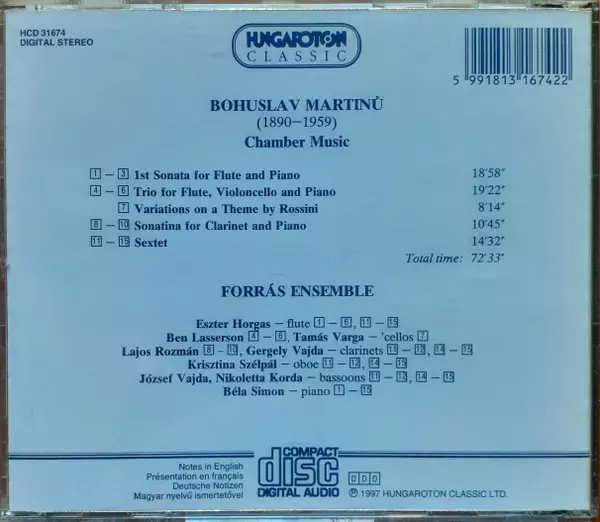 HCD 31674
DIGITAL STEREO
HUNGAROTON
CLASSIC
5 991813 167422
BOHUSLAV MARTINŮ
(1890–1959)
Chamber Music
1 – 3 1st Sonata for Flute and Piano 18'58"
4 – 6 Trio for Flute, Violoncello and Piano 19'22"
7 Variations on a Theme by Rossini 8'14"
8 – 10 Sonatina for Clarinet and Piano 10'45"
11 – 15 Sextet 14'32"
Total time: 72'33"
FORRÁS ENSEMBLE
Eszter Horgas – flute 1 – 6, 11 – 15
Ben Lasserson 4 – 6, Tamás Varga – 'cellos 7
Lajos Rozmán 8 - 10, Gergely Vajda – clarinets 11 – 12, 14 – 15
Krisztina Szélpál – oboe 11 – 12, 14 – 15
József Vajda, Nikoletta Korda – bassoons 11 – 12, 14 – 15
Béla Simon – piano 1 – 15
Notes in English
Présentation en français
Deutsche Notizen
Magyar nyelvű ismertetővel
COMPACT
disc
DIGITAL AUDIO
DDD
℗ 1997 HUNGAROTON CLASSIC LTD.